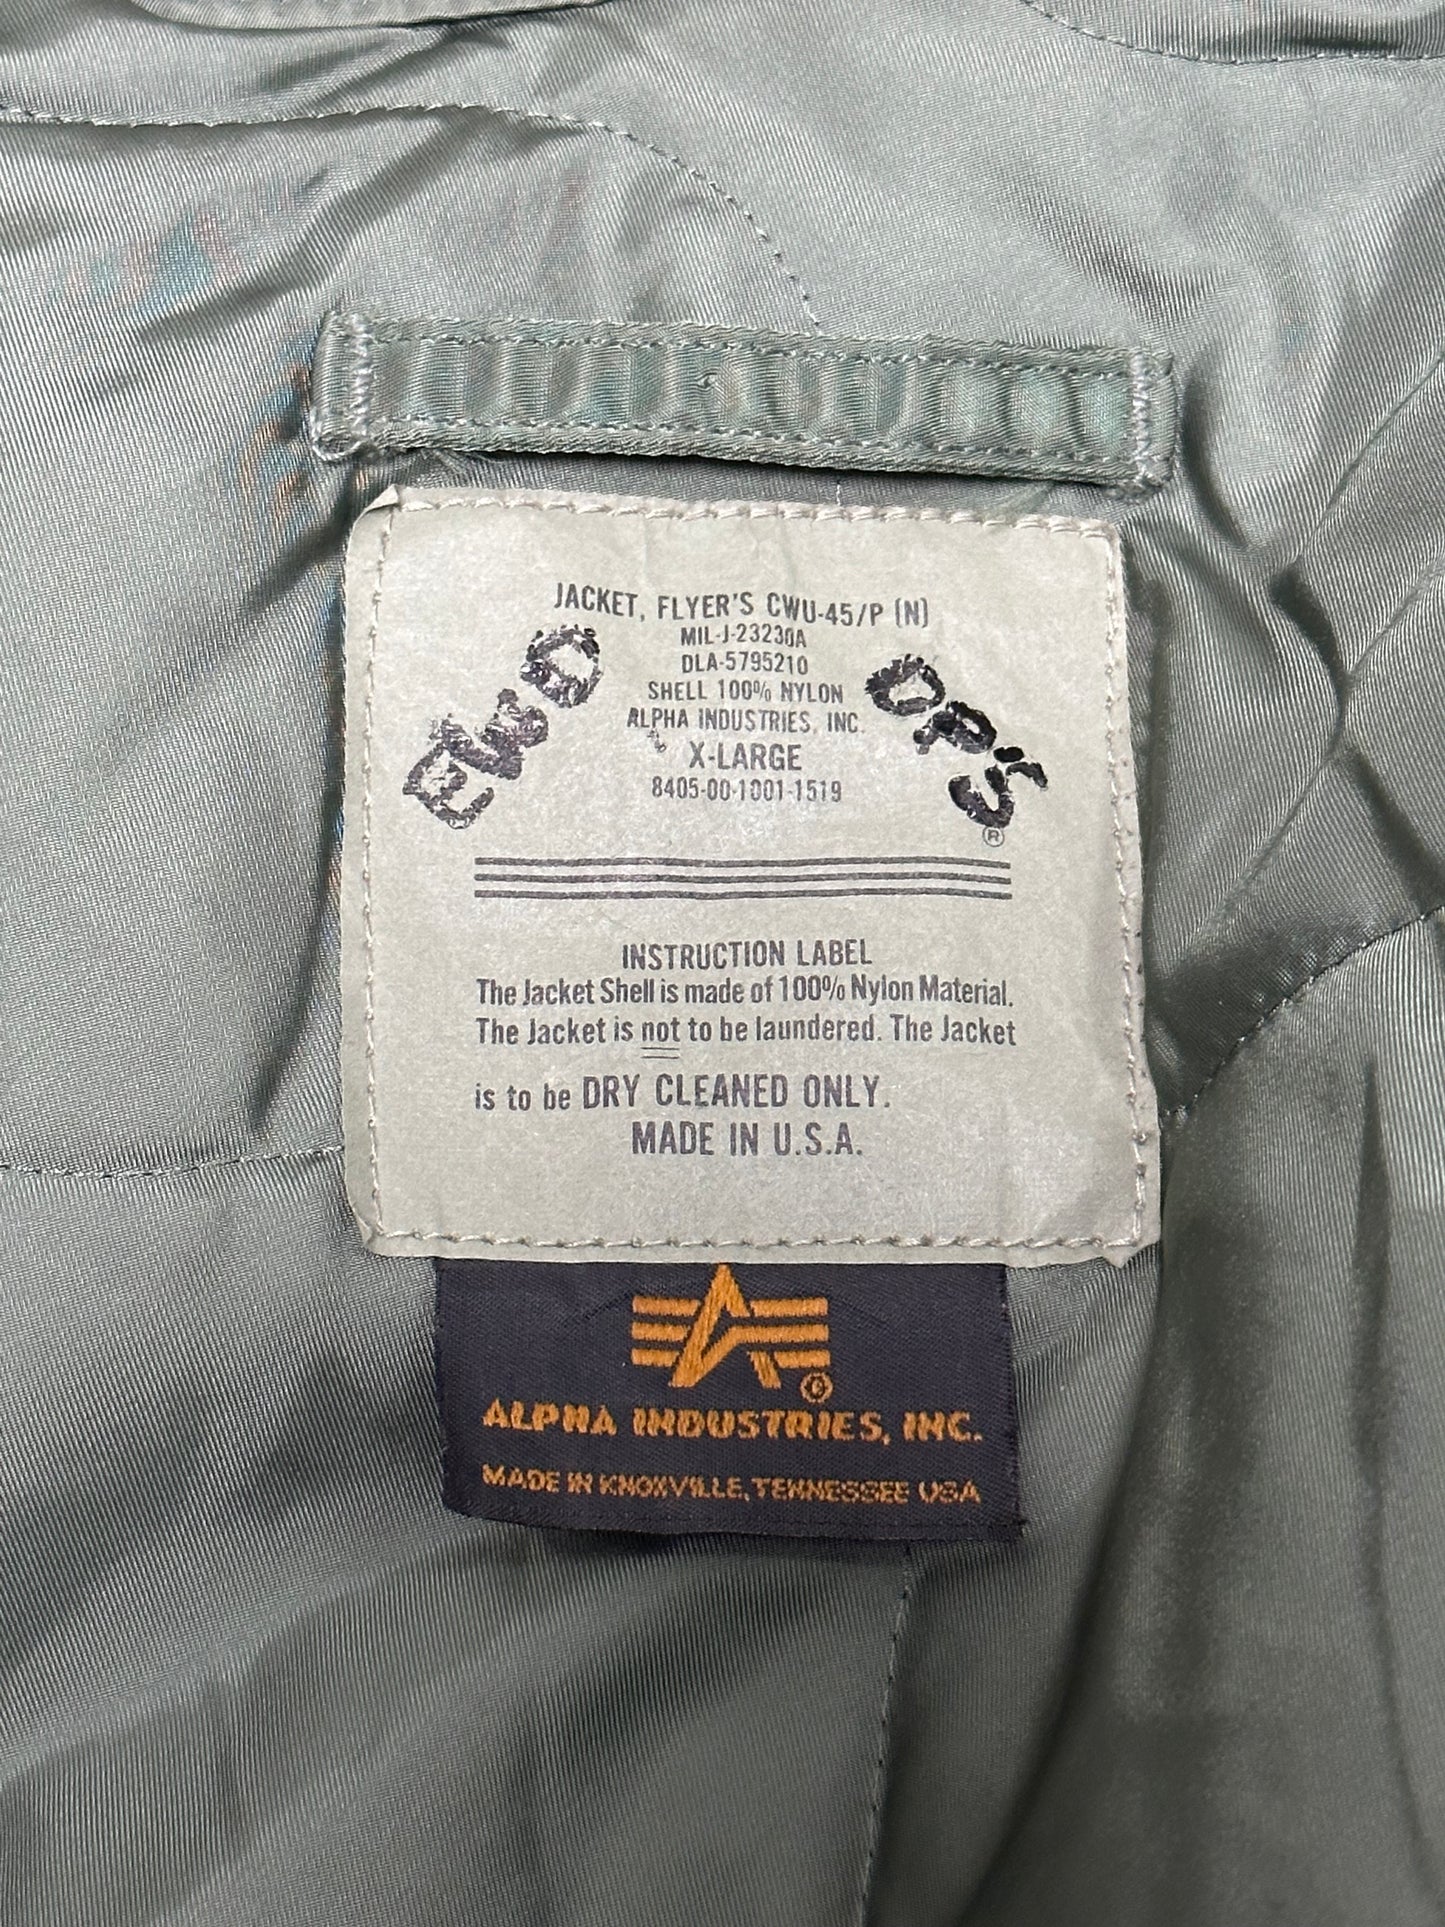 JACKET, FLYER'S CWU-45/P (N)
MIL-J-23230A
DLA-5795210
SHELL 100% NYLON
ALPHA INDUSTRIES, INC.
X-LARGE
8405-00-1001-1519
EWO
OP'S
®
INSTRUCTION LABEL
The Jacket Shell is made of 100% Nylon Material.
The Jacket is not to be laundered. The Jacket
is to be DRY CLEANED ONLY.
MADE IN U.S.A.
ALPHA INDUSTRIES, INC.
MADE IN KNOXVILLE, TENNESSEE USA